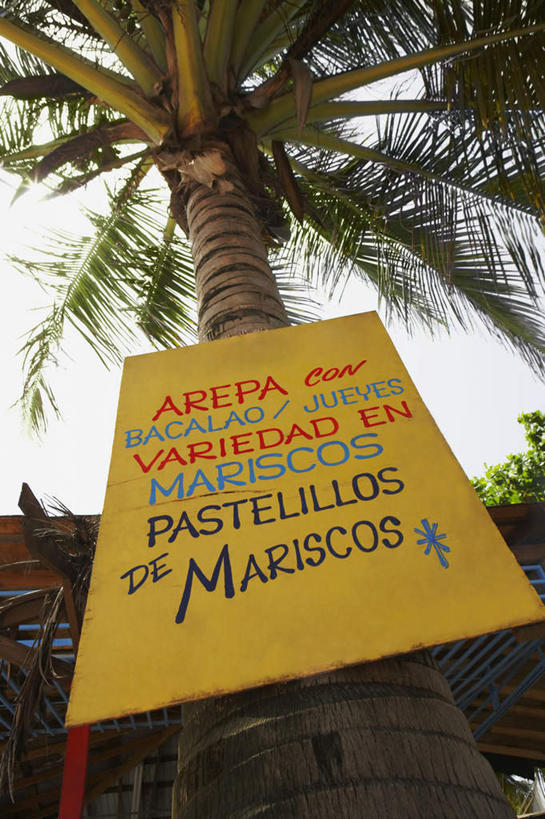 AREPA CON
BACALAO / JUEYES
VARIEDAD EN
MARISCOS
PASTELILLOS
DE MARISCOS *